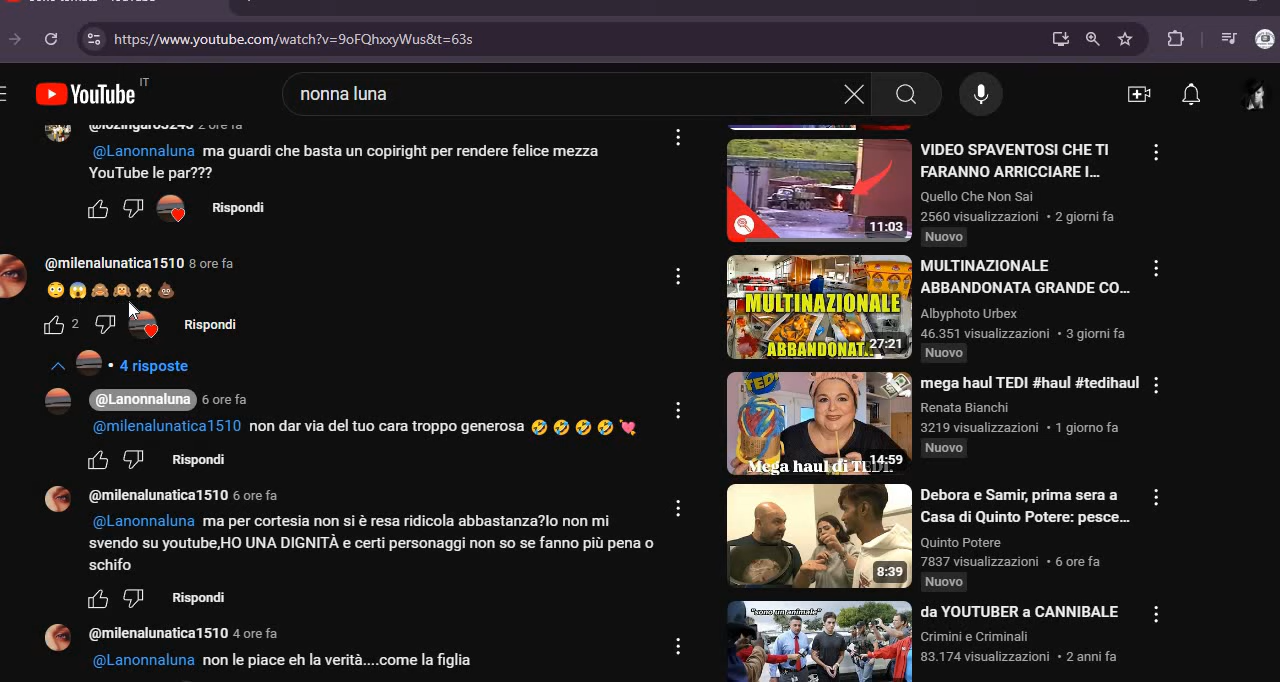 https://www.youtube.com/watch?v=9oFQhxxyWus&t=63s
YouTube IT
nonna luna
@Lanonnaluna ma guardi che basta un copiright per rendere felice mezza
YouTube le par???
Rispondi
@milenalunatica1510 8 ore fa
😳😱🙈🙉🙊💩
2
Rispondi
• 4 risposte
@Lanonnaluna 6 ore fa
@milenalunatica1510 non dar via del tuo cara troppo generosa 🤣🤣🤣🤣💘
Rispondi
@milenalunatica1510 6 ore fa
@Lanonnaluna ma per cortesia non si è resa ridicola abbastanza?Io non mi
svendo su youtube,HO UNA DIGNITÀ e certi personaggi non so se fanno più pena o
schifo
Rispondi
@milenalunatica1510 4 ore fa
@Lanonnaluna non le piace eh la verità....come la figlia
11:03
VIDEO SPAVENTOSI CHE TI
FARANNO ARRICCIARE I...
Quello Che Non Sai
2560 visualizzazioni • 2 giorni fa
Nuovo
MULTINAZIONALE
ABBANDONAT..
27:21
MULTINAZIONALE
ABBANDONATA GRANDE CO...
Albyphoto Urbex
46.351 visualizzazioni • 3 giorni fa
Nuovo
TEDI
Mega haul di TEDI.
14:59
mega haul TEDI #haul #tedihaul
Renata Bianchi
3219 visualizzazioni • 1 giorno fa
Nuovo
8:39
Debora e Samir, prima sera a
Casa di Quinto Potere: pesce...
Quinto Potere
7837 visualizzazioni • 6 ore fa
Nuovo
"sono un animale"
da YOUTUBER a CANNIBALE
Crimini e Criminali
83.174 visualizzazioni • 2 anni fa